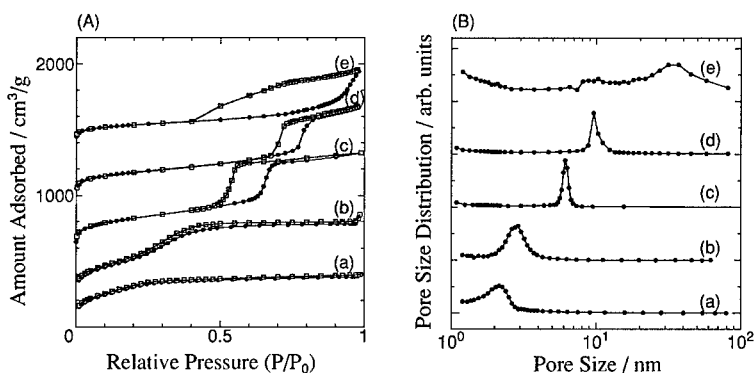 (A)
2000
1000
0
0
0.5
1
(e)
(d)
(c)
(b)
(a)
Amount Adsorbed / cm³/g
Relative Pressure (P/P₀)
(B)
(e)
(d)
(c)
(b)
(a)
Pore Size Distribution / arb. units
10⁰
10¹
10²
Pore Size / nm